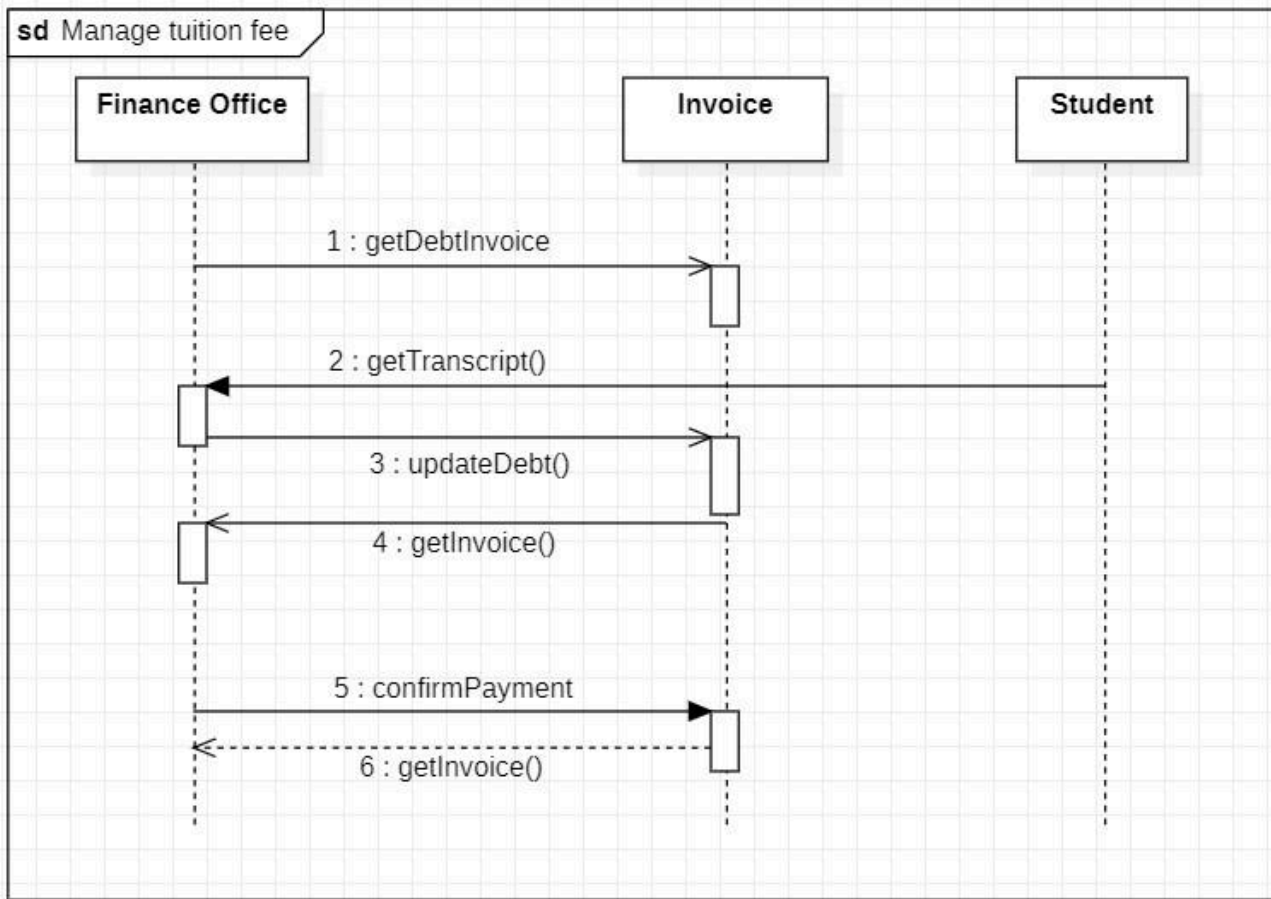 sd Manage tuition fee
Finance Office
Invoice
Student
1 : getDebtInvoice
2 : getTranscript()
3 : updateDebt()
4 : getInvoice()
5 : confirmPayment
6 : getInvoice()